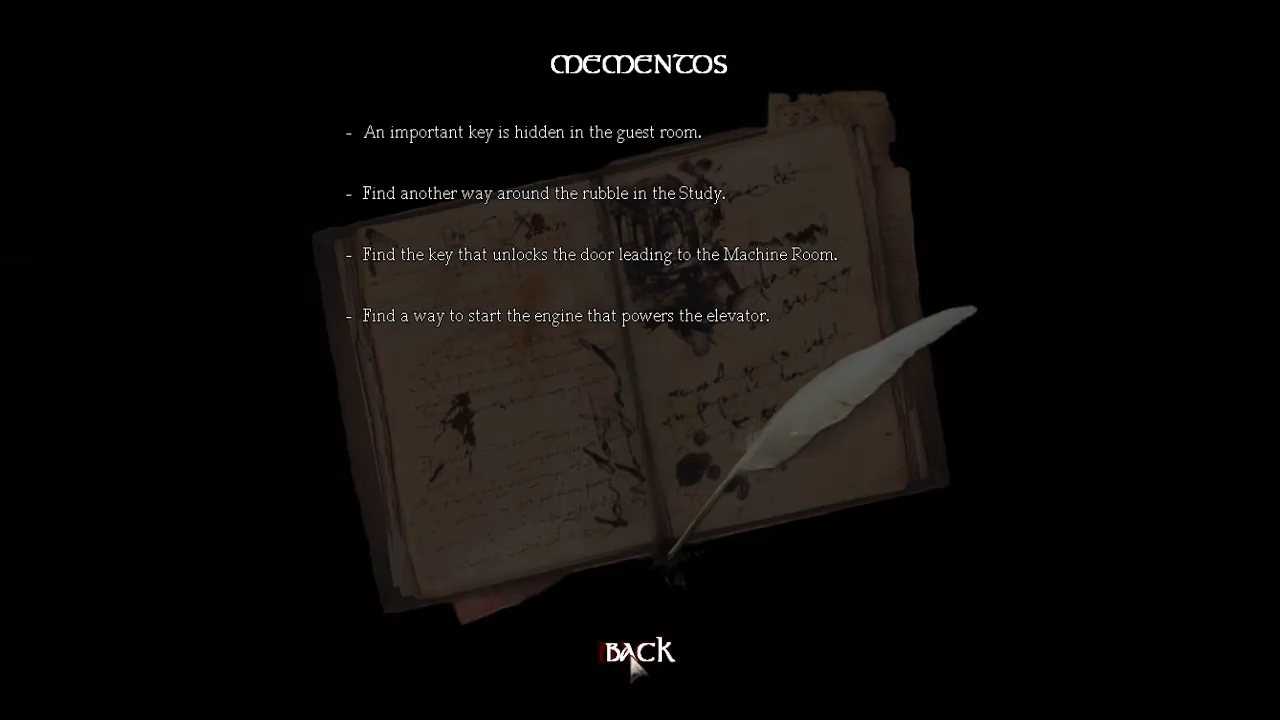 MEMENTOS
- An important key is hidden in the guest room.
- Find another way around the rubble in the Study.
- Find the key that unlocks the door leading to the Machine Room.
- Find a way to start the engine that powers the elevator.
BACK